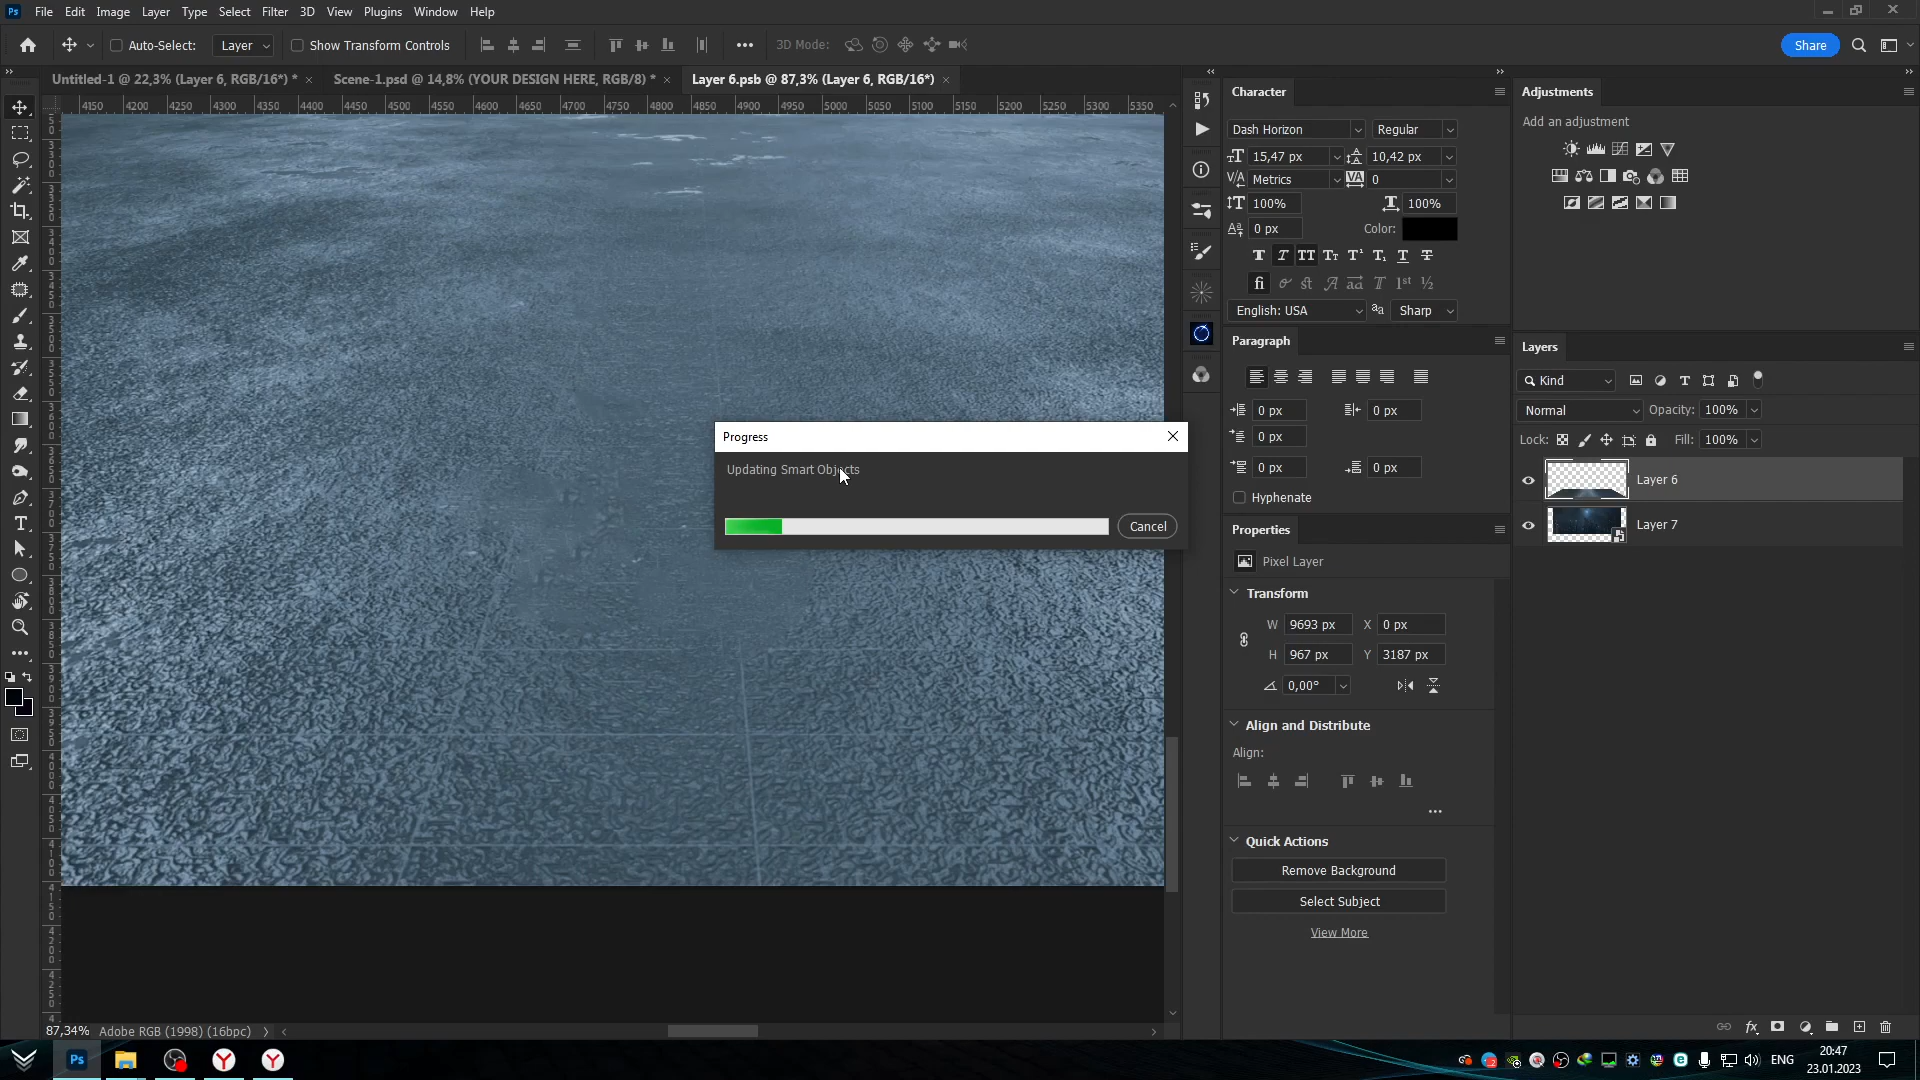 File Edit Image Layer Type Select Filter 3D View Plugins Window Help
Auto-Select: Layer Show Transform Controls 3D Mode: Share
Untitled-1 @ 22,3% (Layer 6, RGB/16*) * Scene-1.psd @ 14,8% (YOUR DESIGN HERE, RGB/8) * Layer 6.psb @ 87,3% (Layer 6, RGB/16*)
4150 4200 4250 4300 4350 4400 4450 4500 4550 4600 4650 4700 4750 4800 4850 4900 4950 5000 5050 5100 5150 5200 5250 5300 5350
Progress
Updating Smart Objects
Cancel
Character
Dash Horizon Regular
15,47 px 10,42 px
Metrics 0
100% 100%
0 px Color:
English: USA Sharp
Paragraph
0 px 0 px
0 px
0 px 0 px
Hyphenate
Properties
Pixel Layer
Transform
W 9693 px X 0 px
H 967 px Y 3187 px
0,00°
Align and Distribute
Align:
Quick Actions
Remove Background
Select Subject
View More
Adjustments
Add an adjustment
Layers
Kind
Normal Opacity: 100%
Lock: Fill: 100%
Layer 6
Layer 7
87,34% Adobe RGB (1998) (16bpc)
Ps
ENG
20:47
23.01.2023